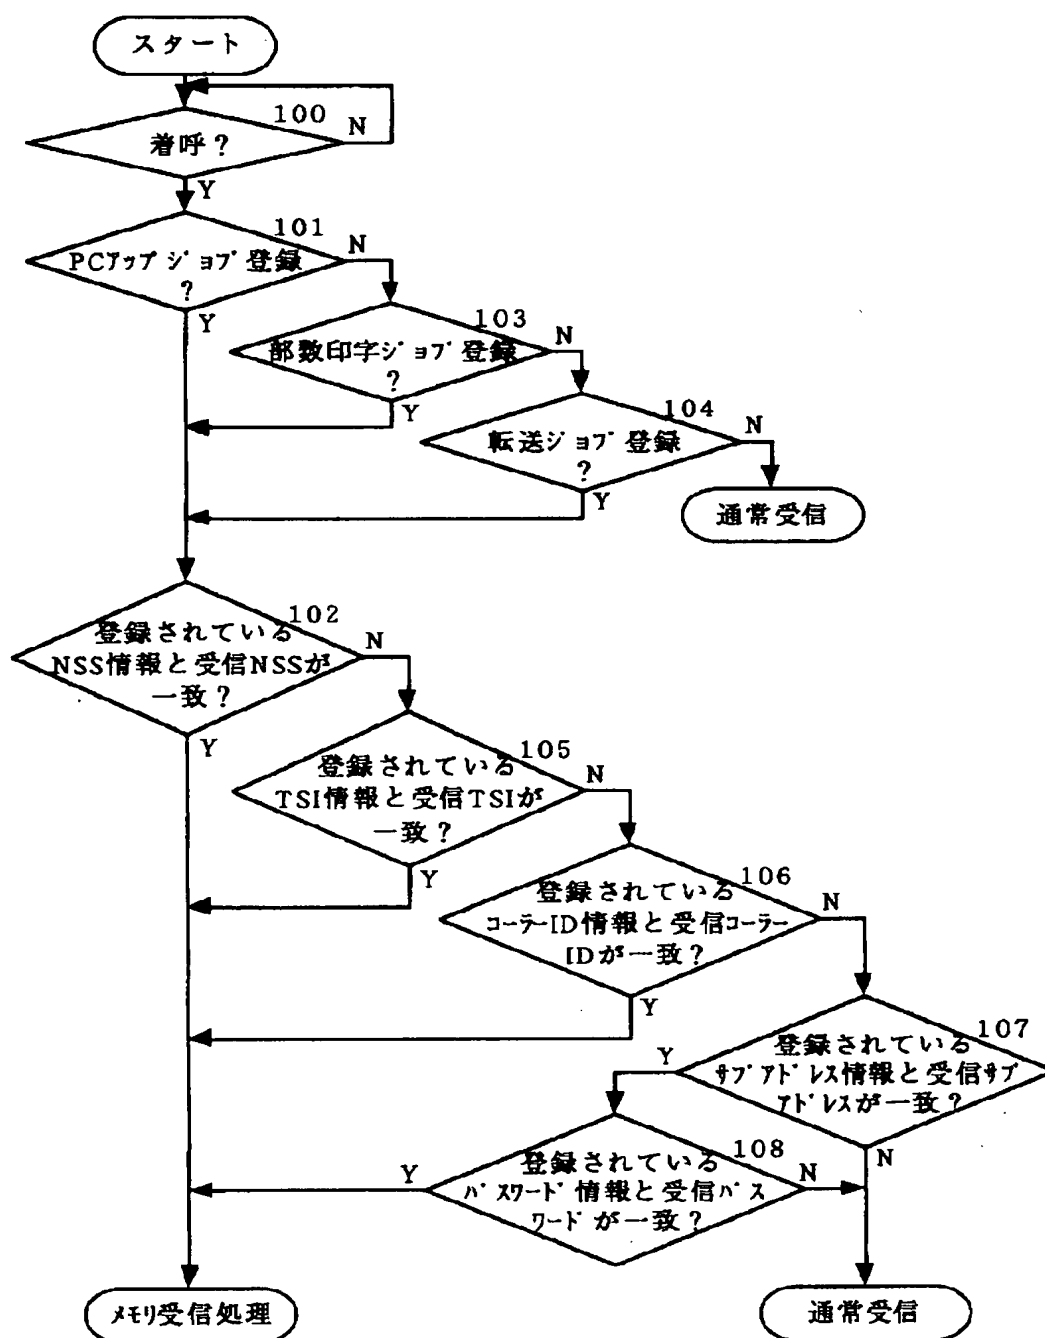 スタート
100
着呼?
N
Y
101
PCアップジョブ登録
?
N
Y
103
部数印字ジョブ登録
?
N
Y
104
転送ジョブ登録
?
N
Y
通常受信
102
登録されている
NSS情報と受信NSSが
一致?
N
Y
105
登録されている
TSI情報と受信TSIが
一致?
N
Y
106
登録されている
コーラーID情報と受信コーラー
IDが一致?
N
Y
107
登録されている
サブアドレス情報と受信サブ
アドレスが一致?
Y
N
108
登録されている
パスワード情報と受信パス
ワードが一致?
Y
N
メモリ受信処理
通常受信